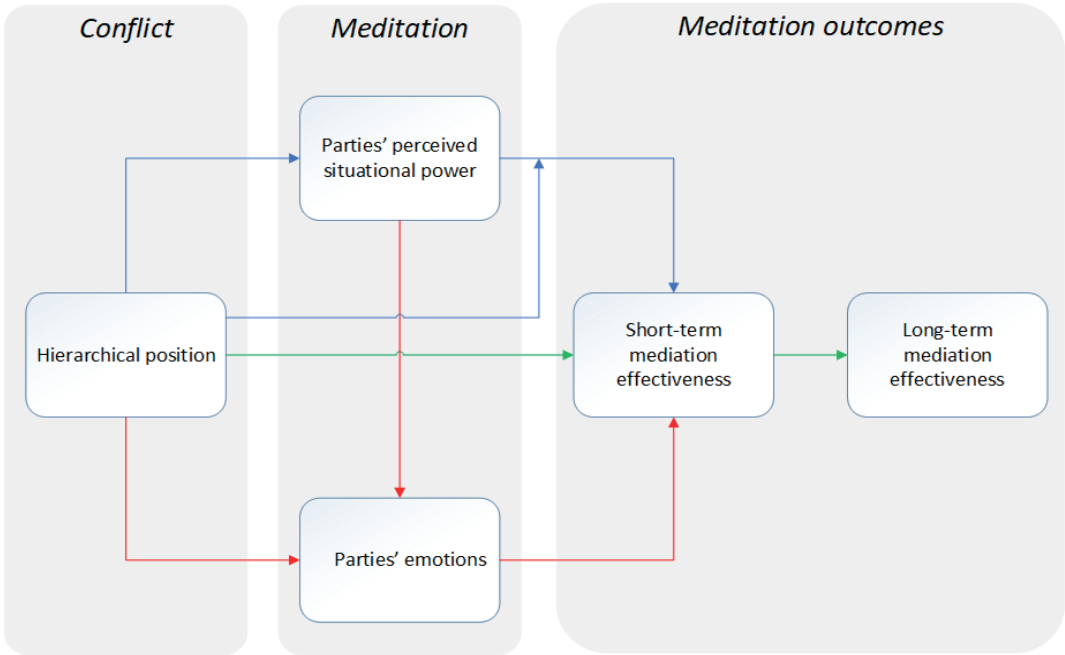 Conflict
Meditation
Meditation outcomes
Parties’ perceived
situational power
Hierarchical position
Short-term
mediation
effectiveness
Long-term
mediation
effectiveness
Parties’ emotions